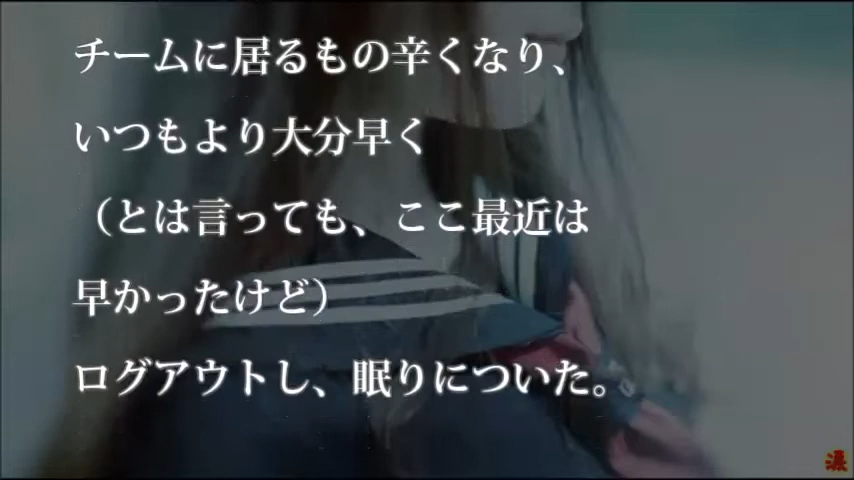 チームに居るもの辛くなり、
いつもより大分早く
（とは言っても、ここ最近は
早かったけど）
ログアウトし、眠りについた。
涙